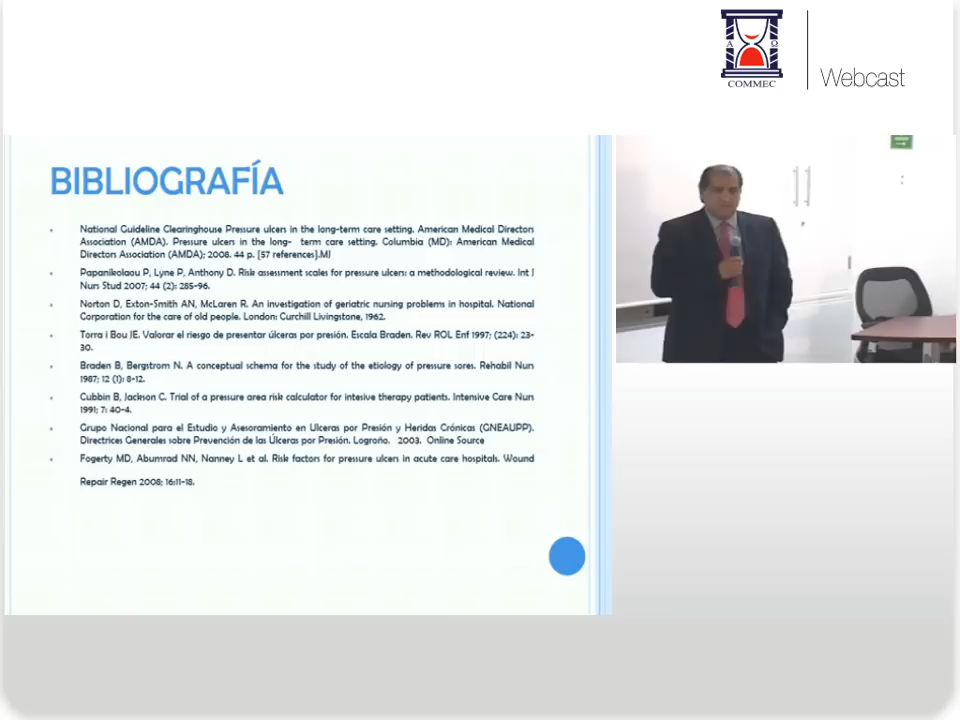 A Ω
COMMEC
Webcast
BIBLIOGRAFÍA
National Guideline Clearinghouse Pressure ulcers in the long-term care setting. American Medical Directors
Association (AMDA). Pressure ulcers in the long- term care setting. Columbia (MD): American Medical
Directors Association (AMDA); 2008. 44 p. [57 references].MJ
Papanikolaou P, Lyne P, Anthony D. Risk assessment scales for pressure ulcers: a methodological review. Int J
Nurs Stud 2007; 44 (2): 285-96.
Norton D, Exton-Smith AN, McLaren R. An investigation of geriatric nursing problems in hospital. National
Corporation for the care of old people. London: Curchill Livingstone, 1962.
Torra i Bou JE. Valorar el riesgo de presentar úlceras por presión. Escala Braden. Rev ROL Enf 1997; (224): 23-
30.
Braden B, Bergstrom N. A conceptual schema for the study of the etiology of pressure sores. Rehabil Nurs
1987; 12 (1): 8-12.
Cubbin B, Jackson C. Trial of a pressure area risk calculator for intesive therapy patients. Intensive Care Nurs
1991; 7: 40-4.
Grupo Nacional para el Estudio y Asesoramiento en Ulceras por Presión y Heridas Crónicas (GNEAUPP).
Directrices Generales sobre Prevención de las Úlceras por Presión. Logroño. 2003. Online Source
Fogerty MD, Abumrad NN, Nanney L et al. Risk factors for pressure ulcers in acute care hospitals. Wound
Repair Regen 2008; 16:11-18.